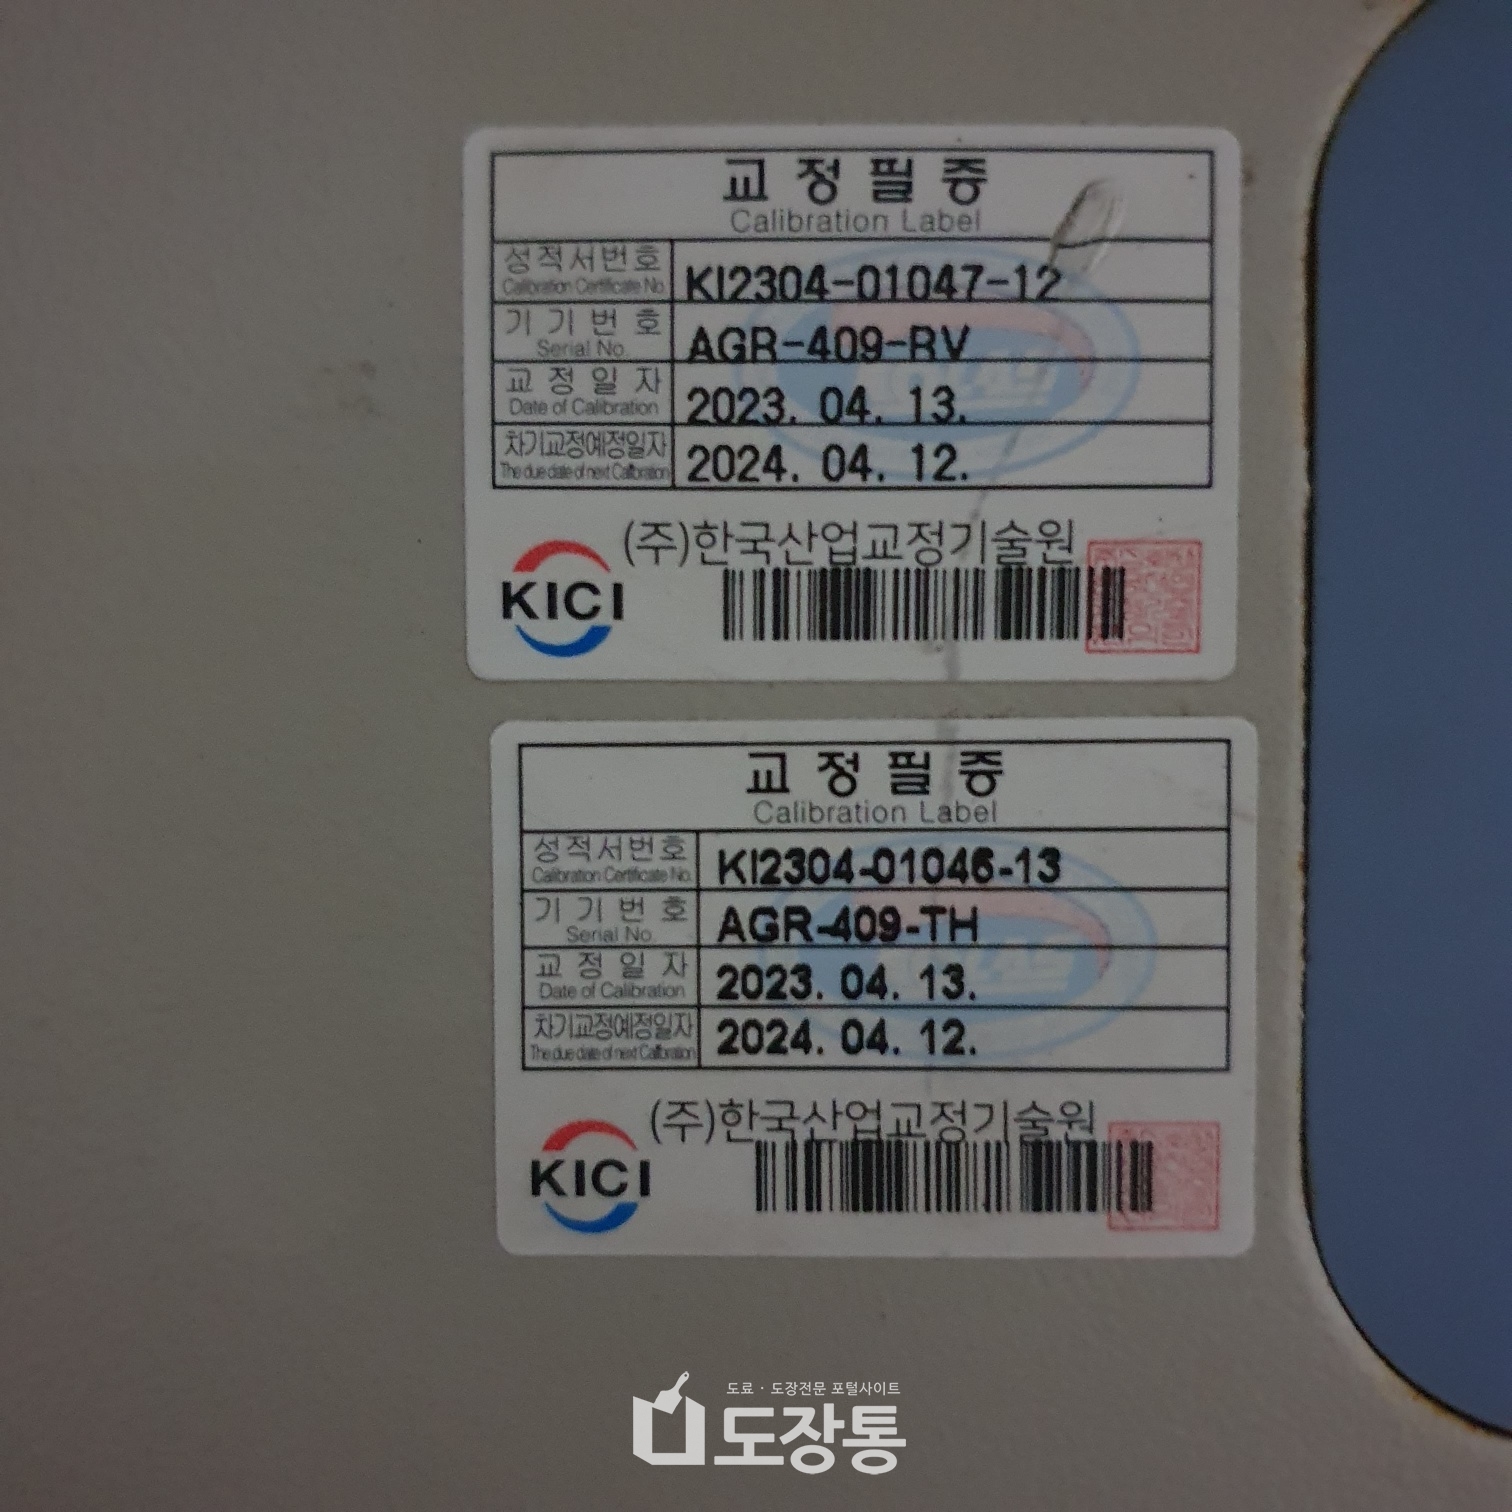 교정필증
Calibration Label
성적서번호 KI2304-01047-12
Calibration Certificate No.
기기번호 AGR-409-RV
Serial No.
교정일자 2023. 04. 13.
Date of Calibration
차기교정예정일자 2024. 04. 12.
The due date of next Calibration
(주)한국산업교정기술원
KICI
교정필증
Calibration Label
성적서번호 KI2304-01046-13
Calibration Certificate No.
기기번호 AGR-409-TH
Serial No.
교정일자 2023. 04. 13.
Date of Calibration
차기교정예정일자 2024. 04. 12.
The due date of next Calibration
(주)한국산업교정기술원
KICI
도료 · 도장전문 포털사이트
도장통